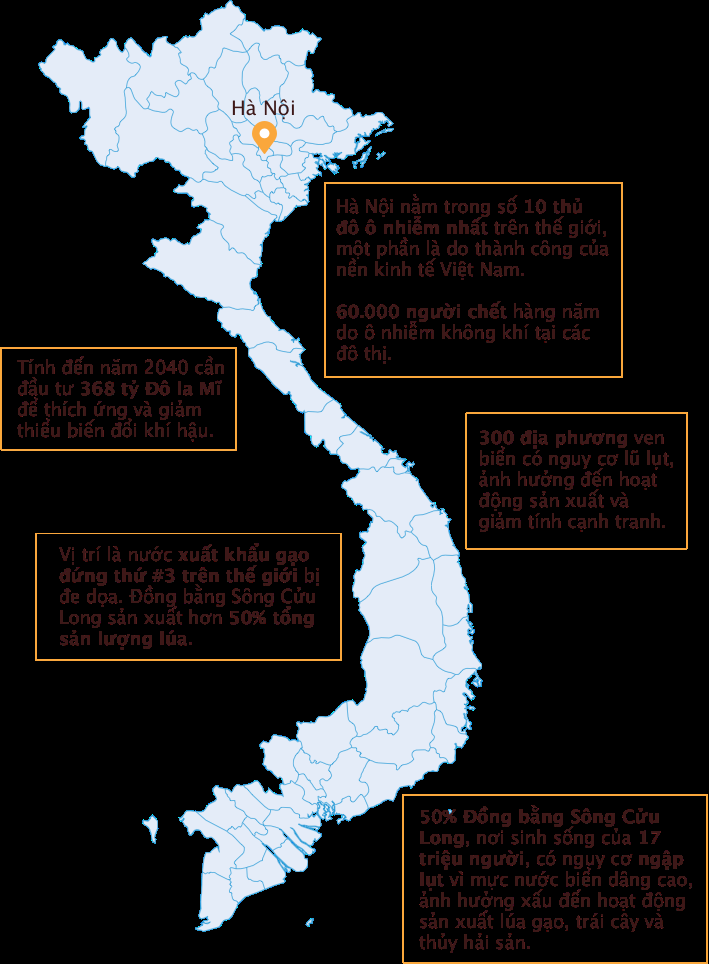 Hà Nội
Hà Nội nằm trong số 10 thủ
đô ô nhiễm nhất trên thế giới,
một phần là do thành công của
nền kinh tế Việt Nam.
60.000 người chết hàng năm
do ô nhiễm không khí tại các
đô thị.
Tính đến năm 2040 cần
đầu tư 368 tỷ Đô la Mĩ
để thích ứng và giảm
thiểu biến đổi khí hậu.
300 địa phương ven
biển có nguy cơ lũ lụt,
ảnh hưởng đến hoạt
động sản xuất và
giảm tính cạnh tranh.
Vị trí là nước xuất khẩu gạo
đứng thứ #3 trên thế giới bị
đe dọa. Đồng bằng Sông Cửu
Long sản xuất hơn 50% tổng
sản lượng lúa.
50% Đồng bằng Sông Cửu
Long, nơi sinh sống của 17
triệu người, có nguy cơ ngập
lụt vì mực nước biển dâng cao,
ảnh hưởng xấu đến hoạt động
sản xuất lúa gạo, trái cây và
thủy hải sản.